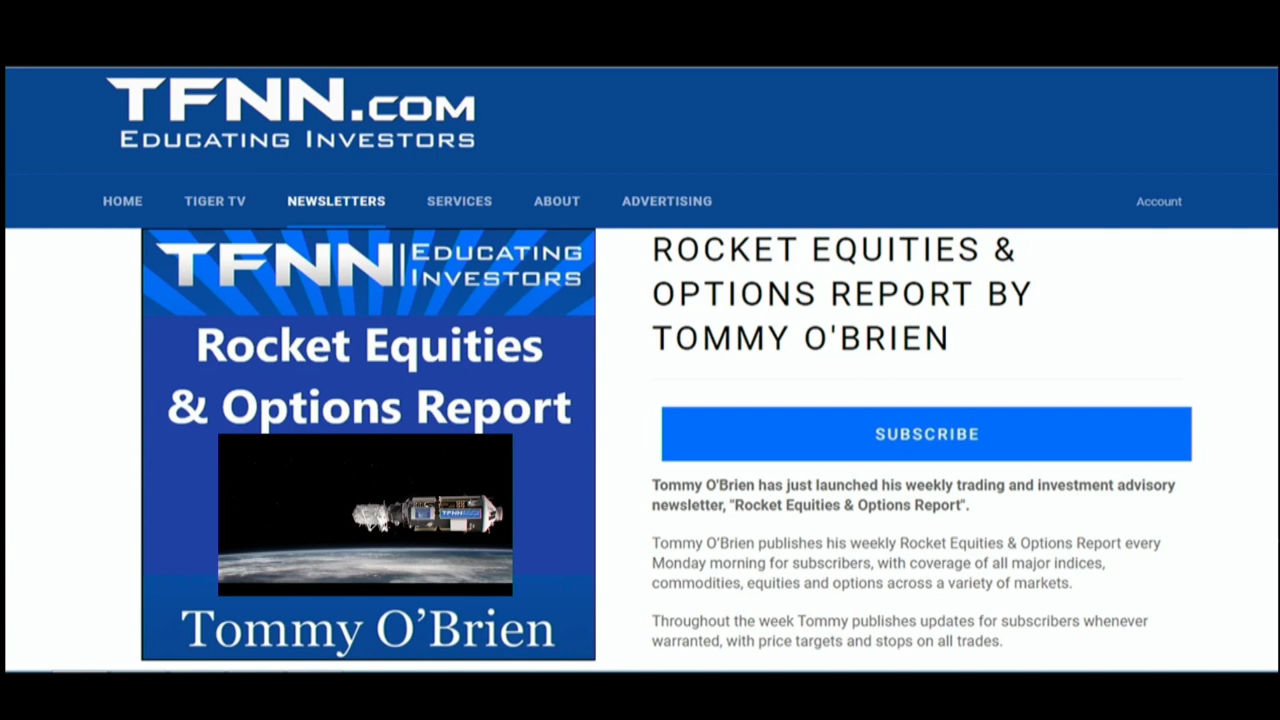 TFNN.COM
EDUCATING INVESTORS
HOME TIGER TV NEWSLETTERS SERVICES ABOUT ADVERTISING Account
TFNN EDUCATING
INVESTORS
Rocket Equities
& Options Report
TFNN
Tommy O’Brien
ROCKET EQUITIES &
OPTIONS REPORT BY
TOMMY O'BRIEN
SUBSCRIBE
Tommy O'Brien has just launched his weekly trading and investment advisory
newsletter, "Rocket Equities & Options Report".
Tommy O’Brien publishes his weekly Rocket Equities & Options Report every
Monday morning for subscribers, with coverage of all major indices,
commodities, equities and options across a variety of markets.
Throughout the week Tommy publishes updates for subscribers whenever
warranted, with price targets and stops on all trades.